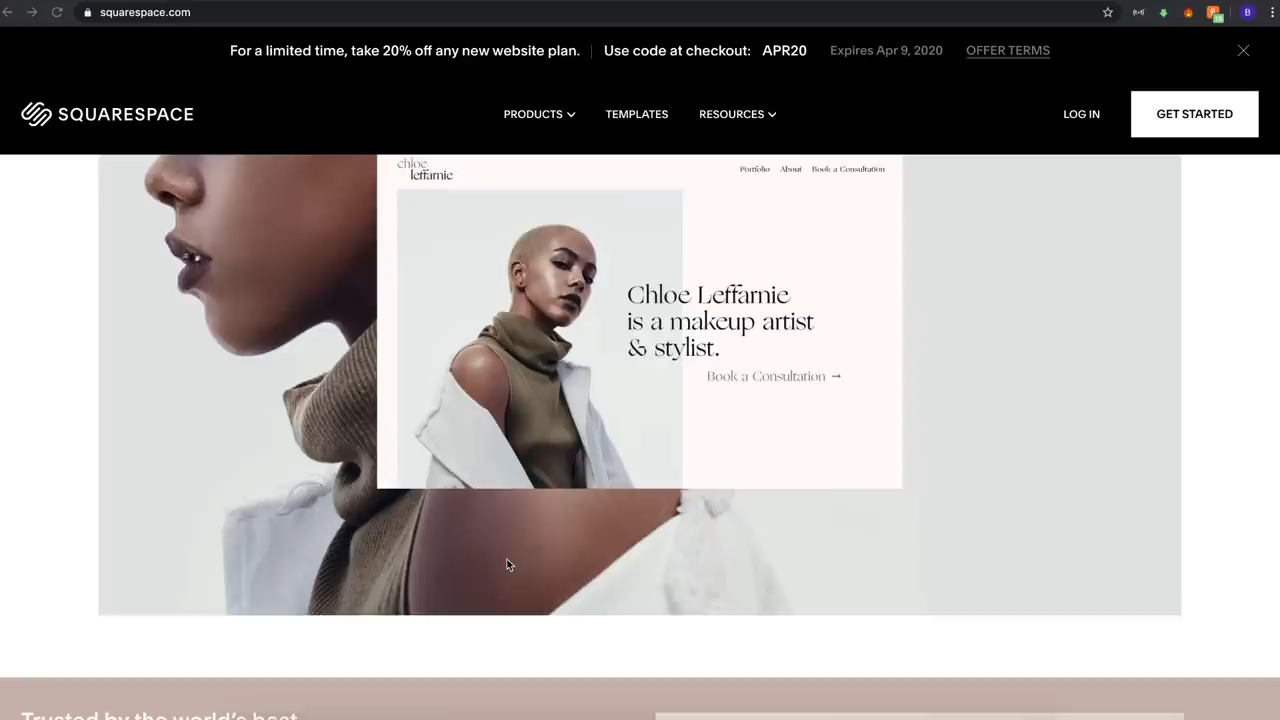 squarespace.com
For a limited time, take 20% off any new website plan. Use code at checkout: APR20 Expires Apr 9, 2020 OFFER TERMS
SQUARESPACE PRODUCTS TEMPLATES RESOURCES LOG IN GET STARTED
chloe
leffarnie
Portfolio About Book a Consultation
Chloe Leffarnie
is a makeup artist
& stylist.
Book a Consultation →
Trusted by the world's best